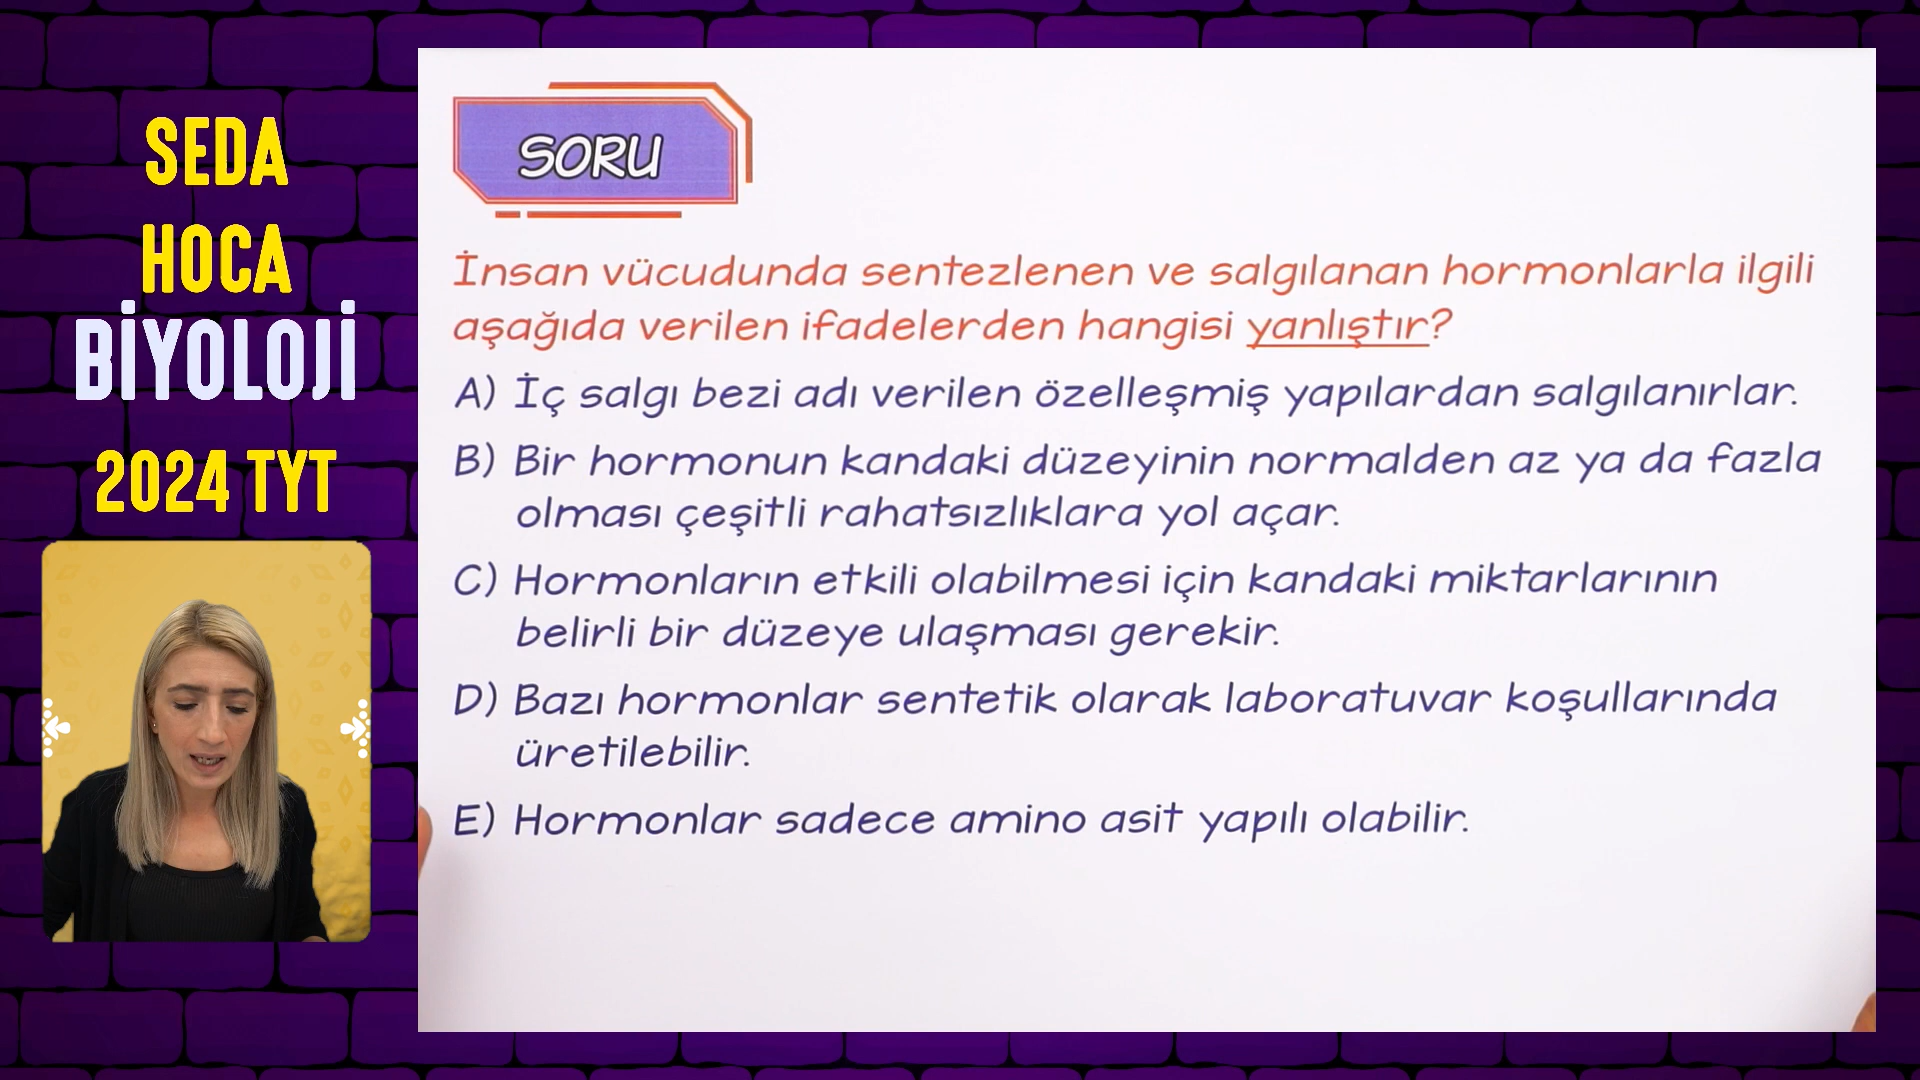 SEDA
HOCA
BİYOLOJİ
2024 TYT
SORU
İnsan vücudunda sentezlenen ve salgılanan hormonlarla ilgili
aşağıda verilen ifadelerden hangisi yanlıştır?
A) İç salgı bezi adı verilen özelleşmiş yapılardan salgılanırlar.
B) Bir hormonun kandaki düzeyinin normalden az ya da fazla
olması çeşitli rahatsızlıklara yol açar.
C) Hormonların etkili olabilmesi için kandaki miktarlarının
belirli bir düzeye ulaşması gerekir.
D) Bazı hormonlar sentetik olarak laboratuvar koşullarında
üretilebilir.
E) Hormonlar sadece amino asit yapılı olabilir.